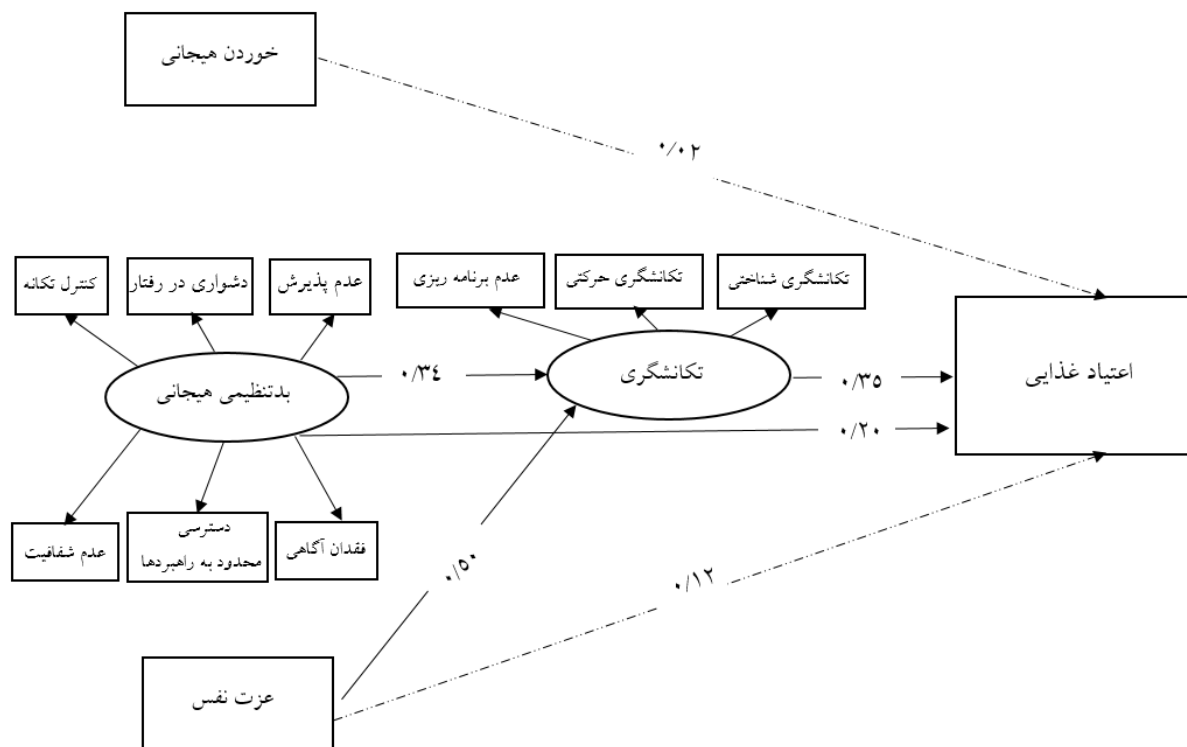 خوردن هیجانی
۰/۰۲
کنترل تکانه
دشواری در رفتار
عدم پذیرش
عدم برنامه ریزی
تکانشگری حرکتی
تکانشگری شناختی
بدتنظیمی هیجانی
۰/۳٤
تکانشگری
۰/۳۵
اعتیاد غذایی
۰/۲۰
عدم شفافیت
دسترسی
محدود به راهبردها
فقدان آگاهی
۰/۵۰
۰/۱۲
عزت نفس